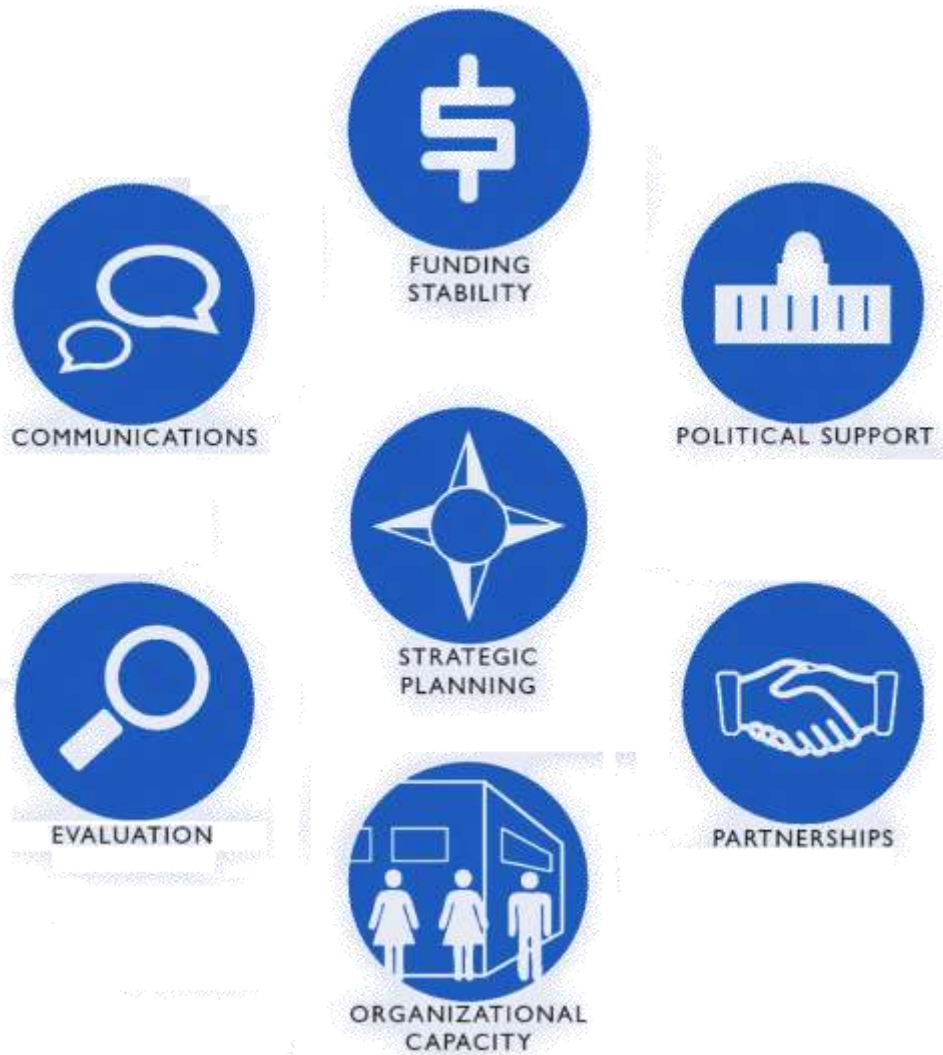 FUNDING
STABILITY
COMMUNICATIONS
POLITICAL SUPPORT
STRATEGIC
PLANNING
EVALUATION
PARTNERSHIPS
ORGANIZATIONAL
CAPACITY